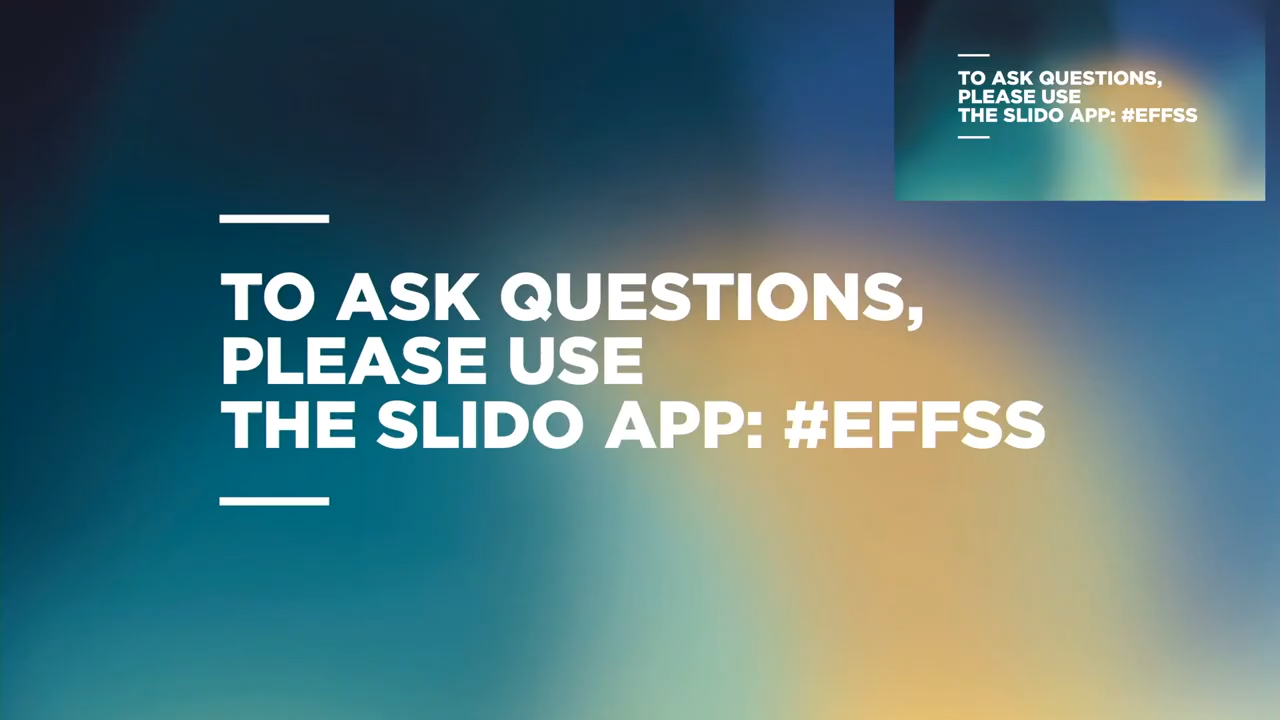 TO ASK QUESTIONS,
PLEASE USE
THE SLIDO APP: #EFFSS
TO ASK QUESTIONS,
PLEASE USE
THE SLIDO APP: #EFFSS